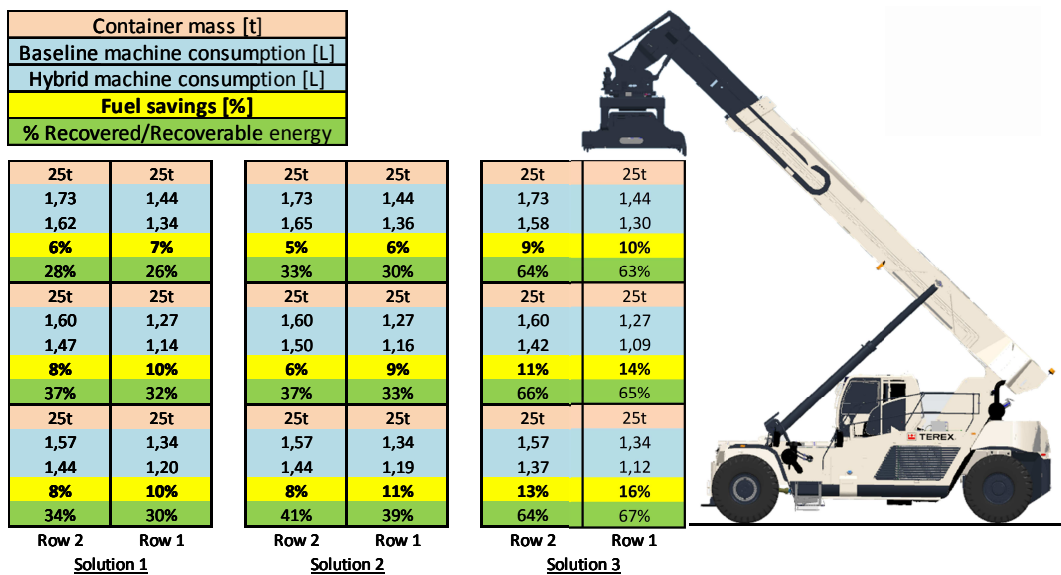 Container mass [t]
Baseline machine consumption [L]
Hybrid machine consumption [L]
Fuel savings [%]
% Recovered/Recoverable energy
25t 25t 25t 25t 25t 25t
1,73 1,44 1,73 1,44 1,73 1,44
1,62 1,34 1,65 1,36 1,58 1,30
6% 7% 5% 6% 9% 10%
28% 26% 33% 30% 64% 63%
25t 25t 25t 25t 25t 25t
1,60 1,27 1,60 1,27 1,60 1,27
1,47 1,14 1,50 1,16 1,42 1,09
8% 10% 6% 9% 11% 14%
37% 32% 37% 33% 66% 65%
25t 25t 25t 25t 25t 25t
1,57 1,34 1,57 1,34 1,57 1,34
1,44 1,20 1,44 1,19 1,37 1,12
8% 10% 8% 11% 13% 16%
34% 30% 41% 39% 64% 67%
Row 2 Row 1 Row 2 Row 1 Row 2 Row 1
Solution 1 Solution 2 Solution 3
TEREX